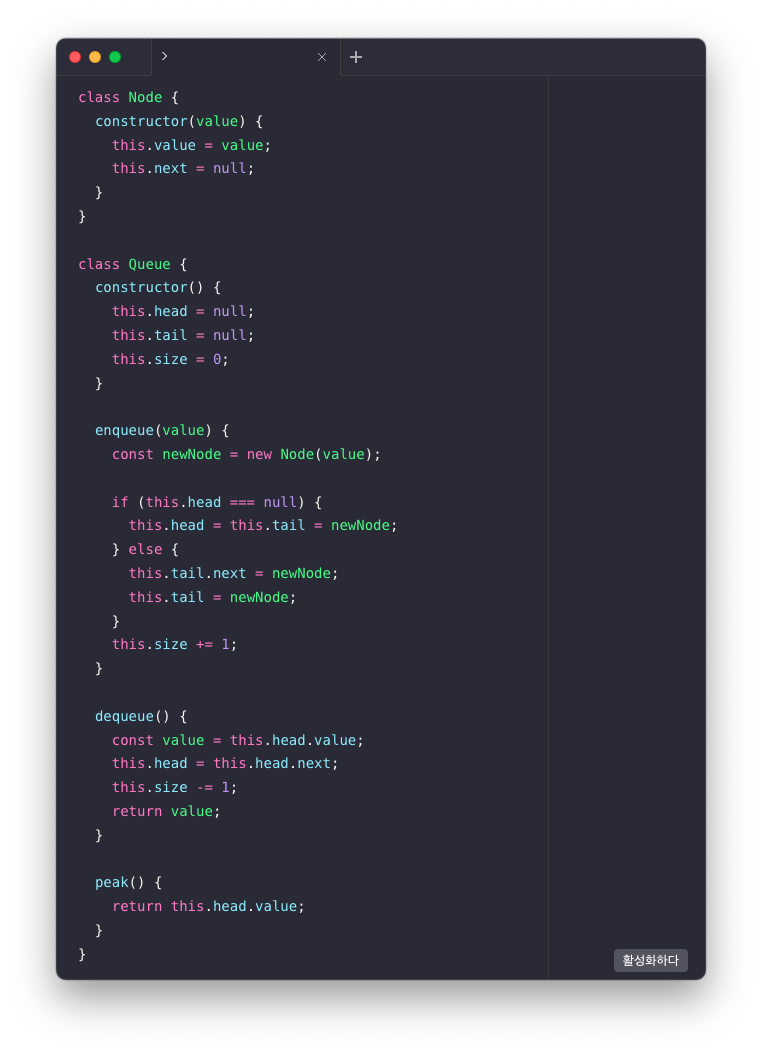 class Node {
  constructor(value) {
    this.value = value;
    this.next = null;
  }
}

class Queue {
  constructor() {
    this.head = null;
    this.tail = null;
    this.size = 0;
  }

  enqueue(value) {
    const newNode = new Node(value);

    if (this.head === null) {
      this.head = this.tail = newNode;
    } else {
      this.tail.next = newNode;
      this.tail = newNode;
    }
    this.size += 1;
  }

  dequeue() {
    const value = this.head.value;
    this.head = this.head.next;
    this.size -= 1;
    return value;
  }

  peak() {
    return this.head.value;
  }
}
활성화하다